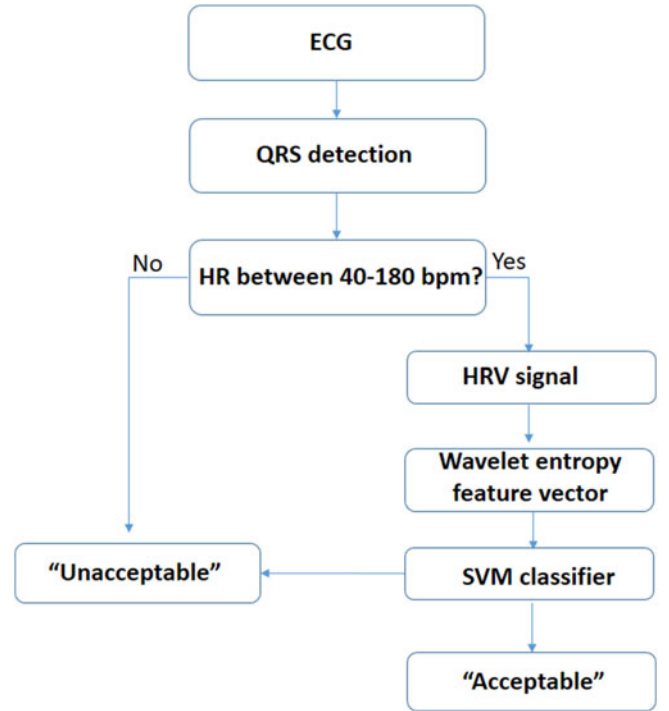 ECG
QRS detection
No
HR between 40-180 bpm?
Yes
HRV signal
Wavelet entropy
feature vector
“Unacceptable”
SVM classifier
“Acceptable”